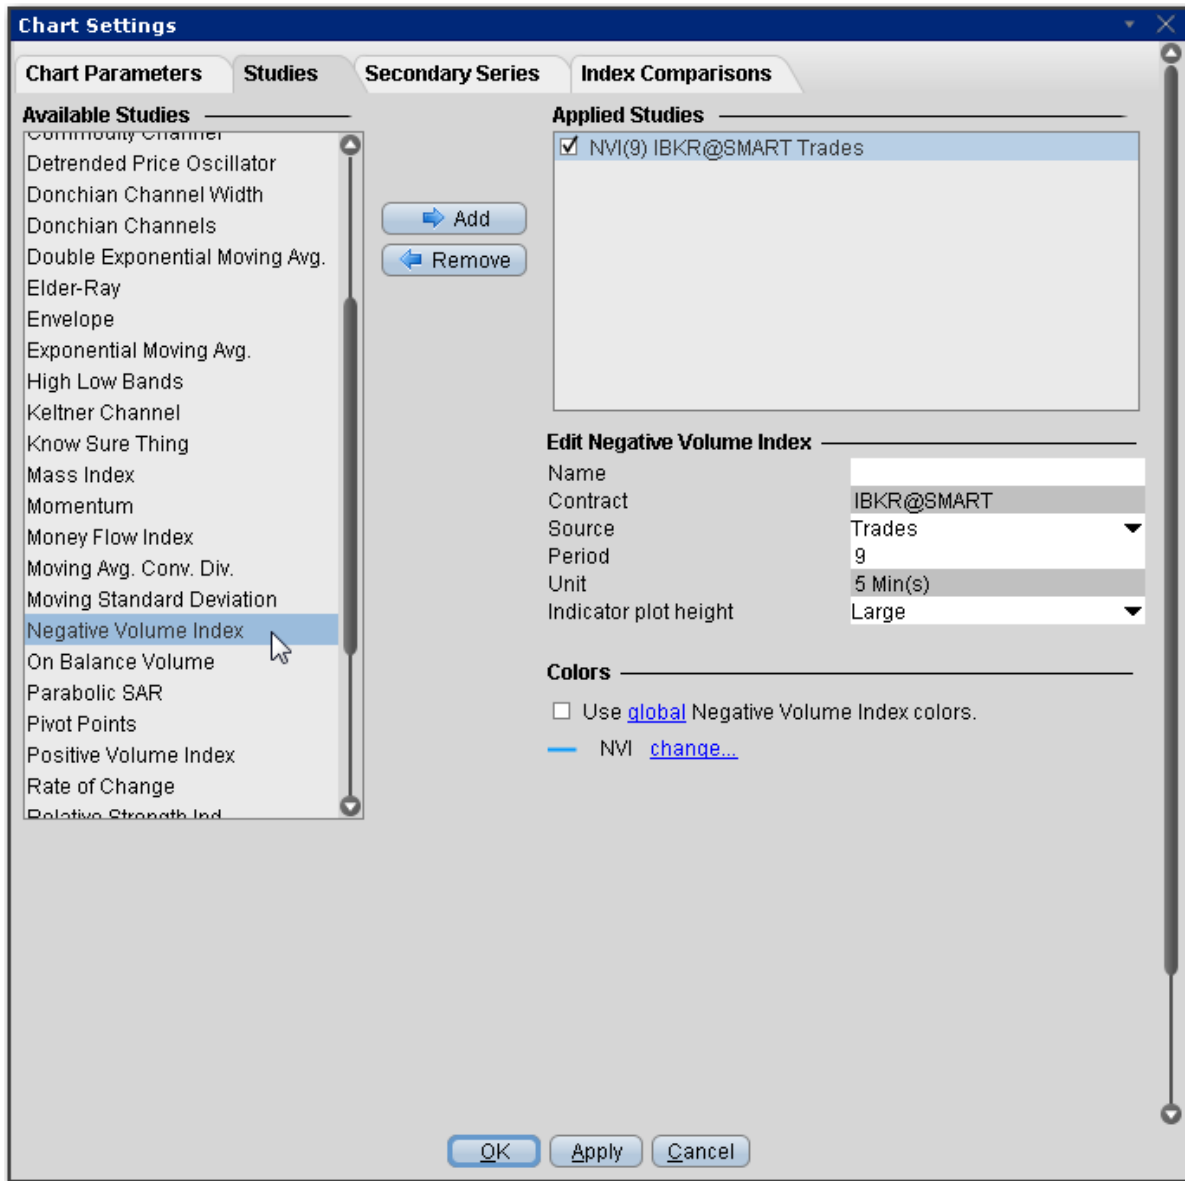 Chart Settings
Chart Parameters
Studies
Secondary Series
Index Comparisons
Available Studies
Commodity Channel
Detrended Price Oscillator
Donchian Channel Width
Donchian Channels
Double Exponential Moving Avg.
Elder-Ray
Envelope
Exponential Moving Avg.
High Low Bands
Keltner Channel
Know Sure Thing
Mass Index
Momentum
Money Flow Index
Moving Avg. Conv. Div.
Moving Standard Deviation
Negative Volume Index
On Balance Volume
Parabolic SAR
Pivot Points
Positive Volume Index
Rate of Change
Relative Strength Ind.
Add
Remove
Applied Studies
NVI(9) IBKR@SMART Trades
Edit Negative Volume Index
Name
Contract IBKR@SMART
Source Trades
Period 9
Unit 5 Min(s)
Indicator plot height Large
Colors
Use global Negative Volume Index colors.
NVI change...
OK
Apply
Cancel